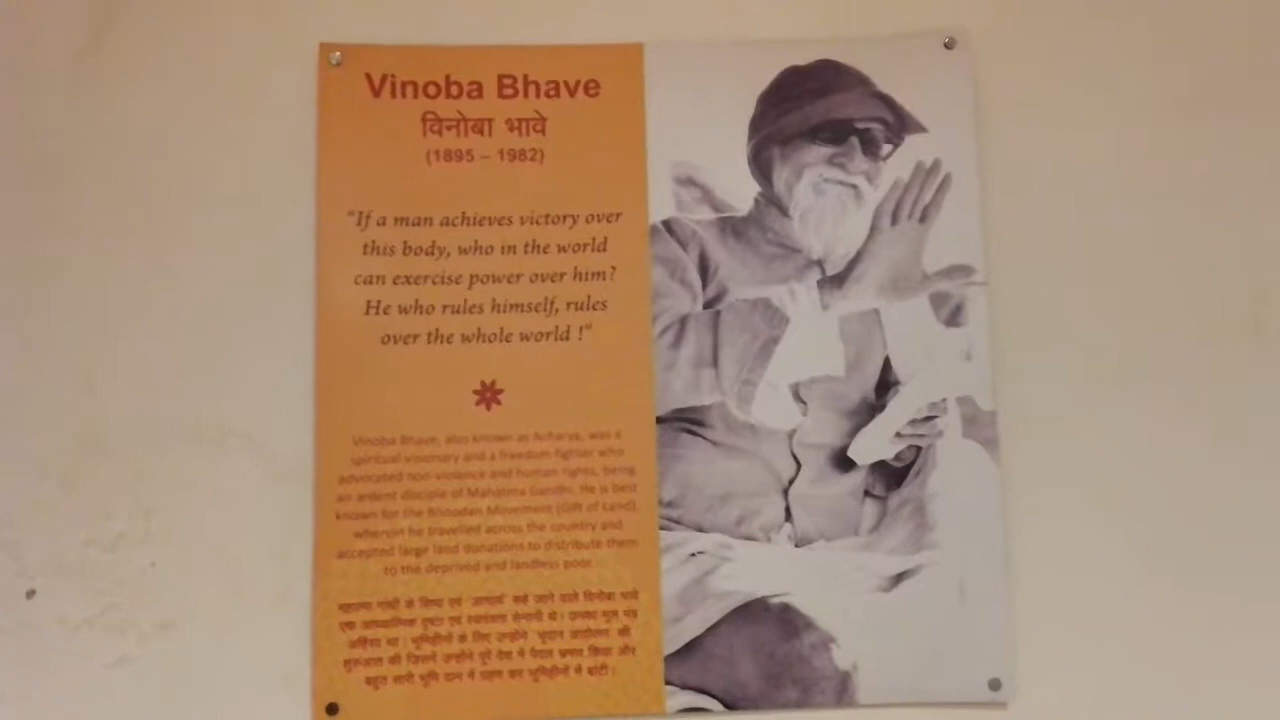 Vinoba Bhave
विनोबा भावे
(1895 – 1982)
"If a man achieves victory over
this body, who in the world
can exercise power over him?
He who rules himself, rules
over the whole world !"
Vinoba Bhave, also known as Acharya, was a
spiritual visionary and a freedom fighter who
advocated non-violence and human rights, being
an ardent disciple of Mahatma Gandhi. He is best
known for the Bhoodan Movement (Gift of Land),
wherein he travelled across the country and
accepted large land donations to distribute them
to the deprived and landless poor.
महात्मा गांधी के शिष्य एवं 'आचार्य' कहे जाने वाले विनोबा भावे
एक आध्यात्मिक दृष्टा एवं स्वतंत्रता सेनानी थे। उनका मूल मंत्र
अहिंसा था। भूमिहीनों के लिए उन्होंने 'भूदान आंदोलन' की
शुरुआत की जिसमें उन्होंने पूरे देश में पैदल भ्रमण किया और
बहुत सारी भूमि दान में ग्रहण कर भूमिहीनों में बांटी।